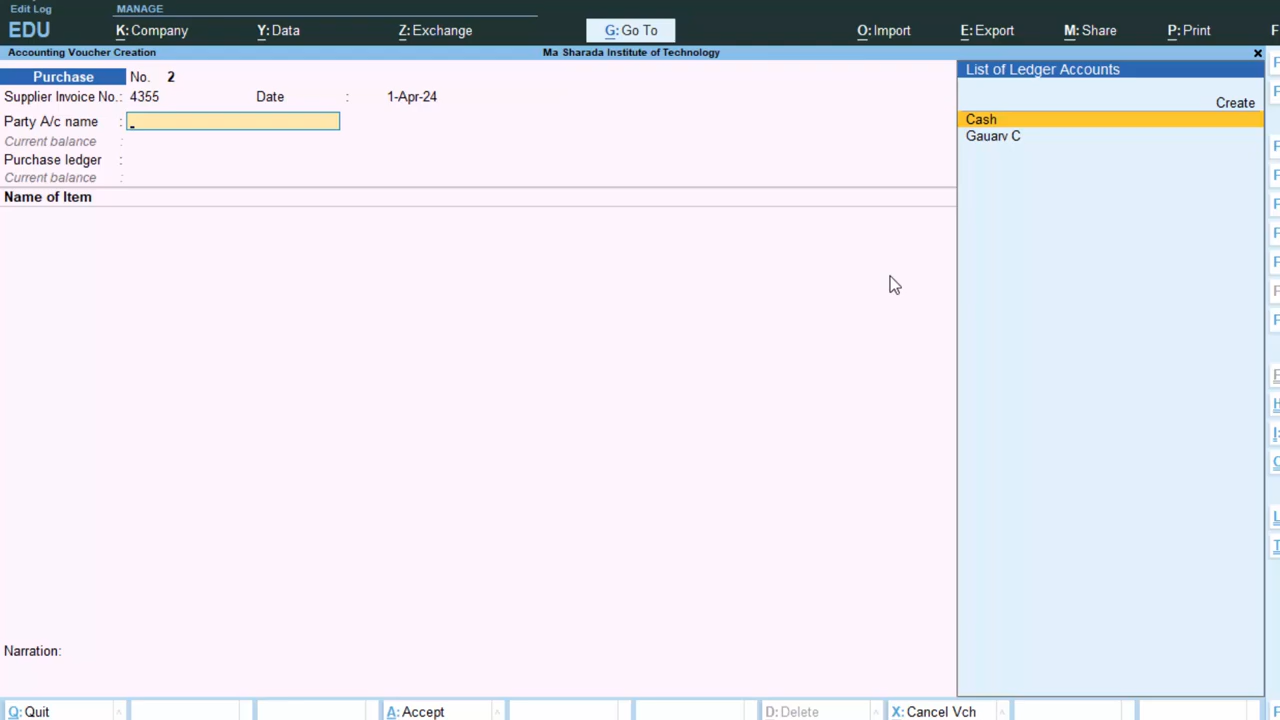 Edit Log MANAGE
EDU K: Company Y: Data Z: Exchange G: Go To O: Import E: Export M: Share P: Print F
Accounting Voucher Creation Ma Sharada Institute of Technology ×
Purchase No. 2
List of Ledger Accounts
Supplier Invoice No.: 4355 Date : 1-Apr-24
Create
Party A/c name :
Cash
Current balance :
Gauarv C
Purchase ledger :
Current balance :
Name of Item
Narration:
Q: Quit A: Accept D: Delete X: Cancel Vch